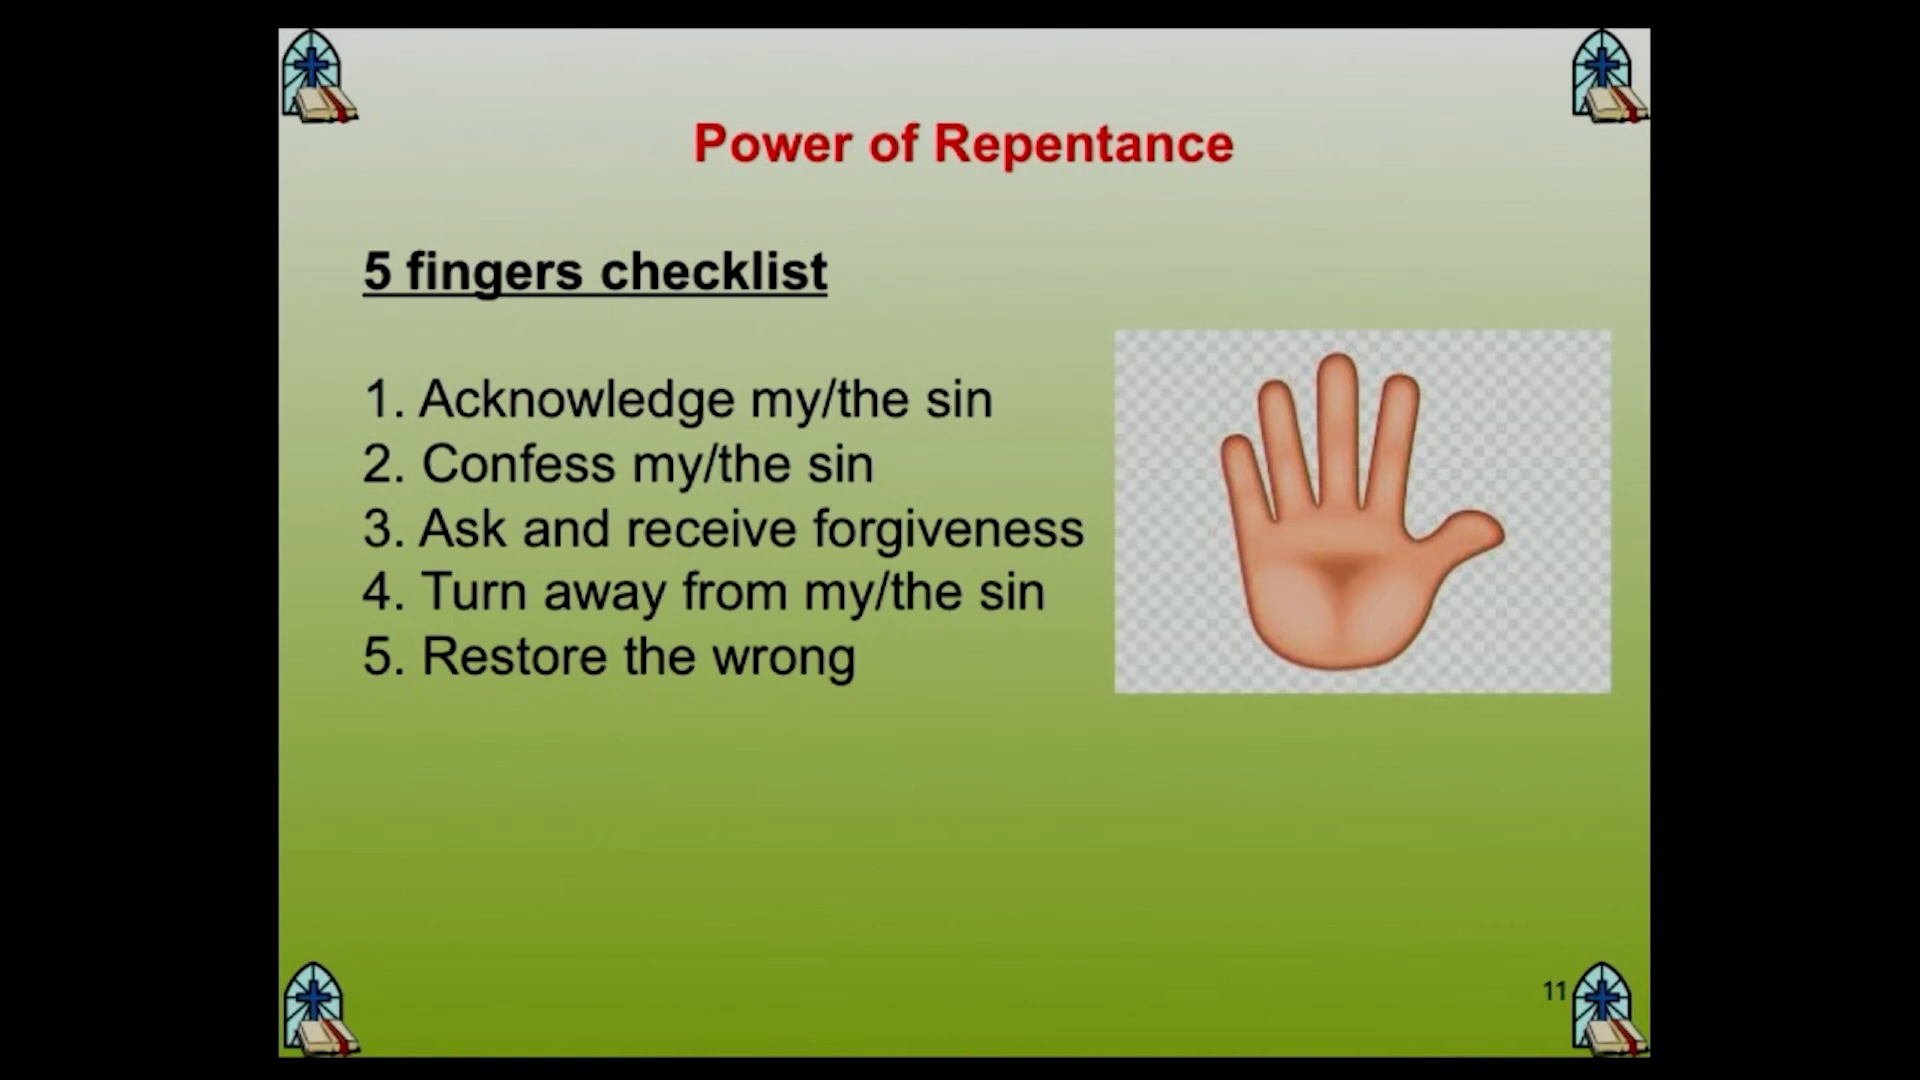 Power of Repentance
5 fingers checklist
1. Acknowledge my/the sin
2. Confess my/the sin
3. Ask and receive forgiveness
4. Turn away from my/the sin
5. Restore the wrong
11